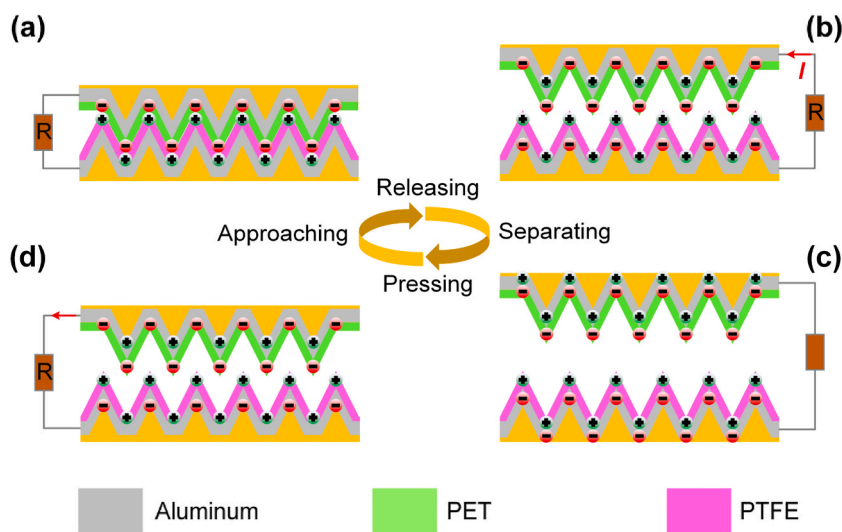 (a)
(b)
R
I
R
Releasing
Approaching
Separating
Pressing
(d)
(c)
R
Aluminum
PET
PTFE